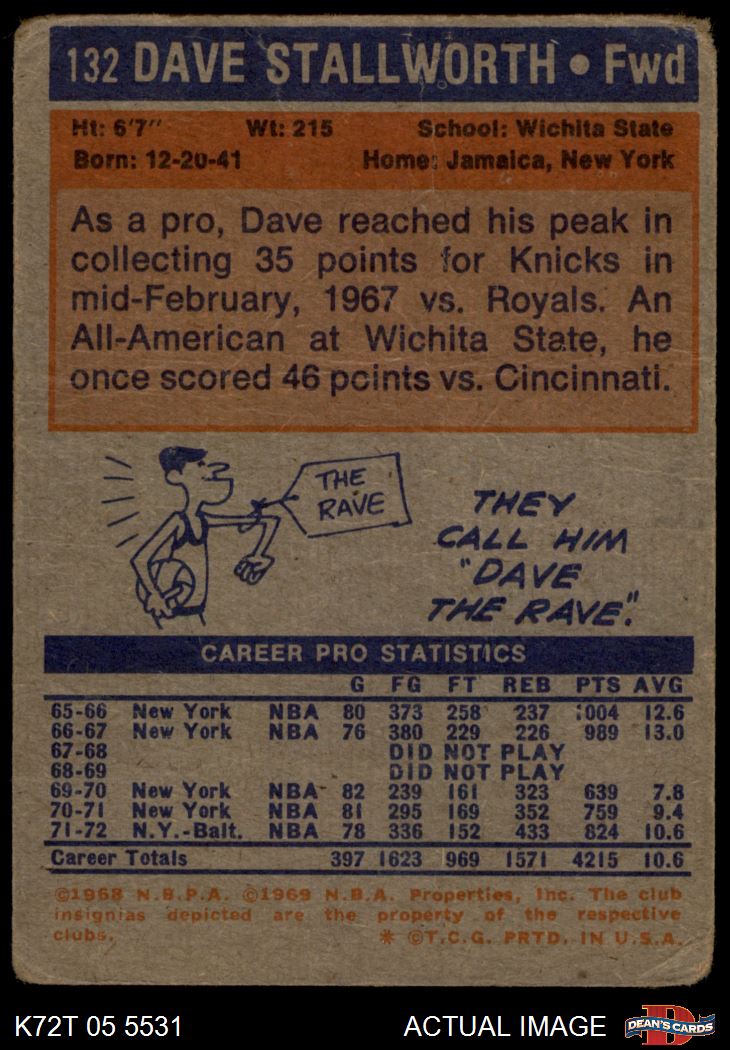 132 DAVE STALLWORTH • Fwd
Ht: 6'7" Wt: 215 School: Wichita State
Born: 12-20-41 Home: Jamaica, New York
As a pro, Dave reached his peak in
collecting 35 points for Knicks in
mid-February, 1967 vs. Royals. An
All-American at Wichita State, he
once scored 46 points vs. Cincinnati.
THE
RAVE
THEY
CALL HIM
"DAVE
THE RAVE."
CAREER PRO STATISTICS
G FG FT REB PTS AVG
65-66 New York NBA 80 373 258 237 1004 12.6
66-67 New York NBA 76 380 229 226 989 13.0
67-68 DID NOT PLAY
68-69 DID NOT PLAY
69-70 New York NBA 82 239 161 323 639 7.8
70-71 New York NBA 81 295 169 352 759 9.4
71-72 N.Y.-Balt. NBA 78 336 152 433 824 10.6
Career Totals 397 1623 969 1571 4215 10.6
©1968 N.B.P.A. ©1969 N.B.A. Properties, Inc. The club
insignias depicted are the property of the respective
clubs. * ©T.C.G. PRTD. IN U.S.A.
K72T 05 5531 ACTUAL IMAGE
D
DEAN'S CARDS